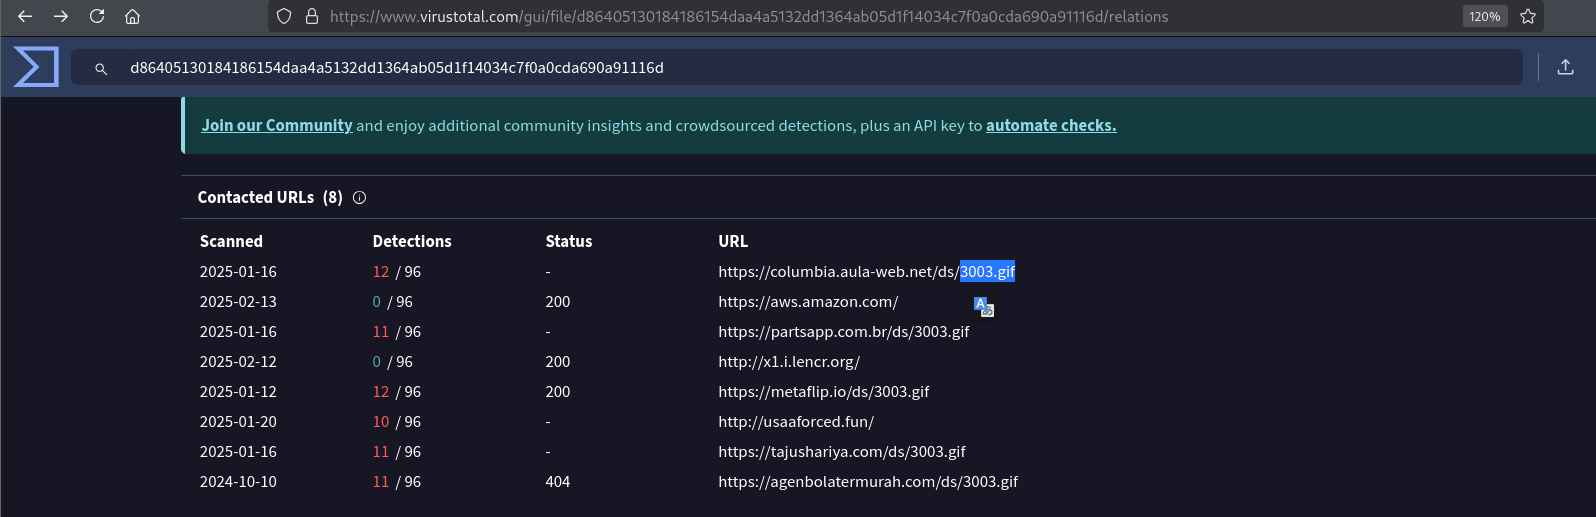 https://www.virustotal.com/gui/file/d86405130184186154daa4a5132dd1364ab05d1f14034c7f0a0cda690a91116d/relations 120%
d86405130184186154daa4a5132dd1364ab05d1f14034c7f0a0cda690a91116d
Join our Community and enjoy additional community insights and crowdsourced detections, plus an API key to automate checks.
Contacted URLs (8)
Scanned Detections Status URL
2025-01-16 12 / 96 - https://columbia.aula-web.net/ds/3003.gif
2025-02-13 0 / 96 200 https://aws.amazon.com/
2025-01-16 11 / 96 - https://partsapp.com.br/ds/3003.gif
2025-02-12 0 / 96 200 http://x1.i.lencr.org/
2025-01-12 12 / 96 200 https://metaflip.io/ds/3003.gif
2025-01-20 10 / 96 - http://usaaforced.fun/
2025-01-16 11 / 96 - https://tajushariya.com/ds/3003.gif
2024-10-10 11 / 96 404 https://agenbolatermurah.com/ds/3003.gif